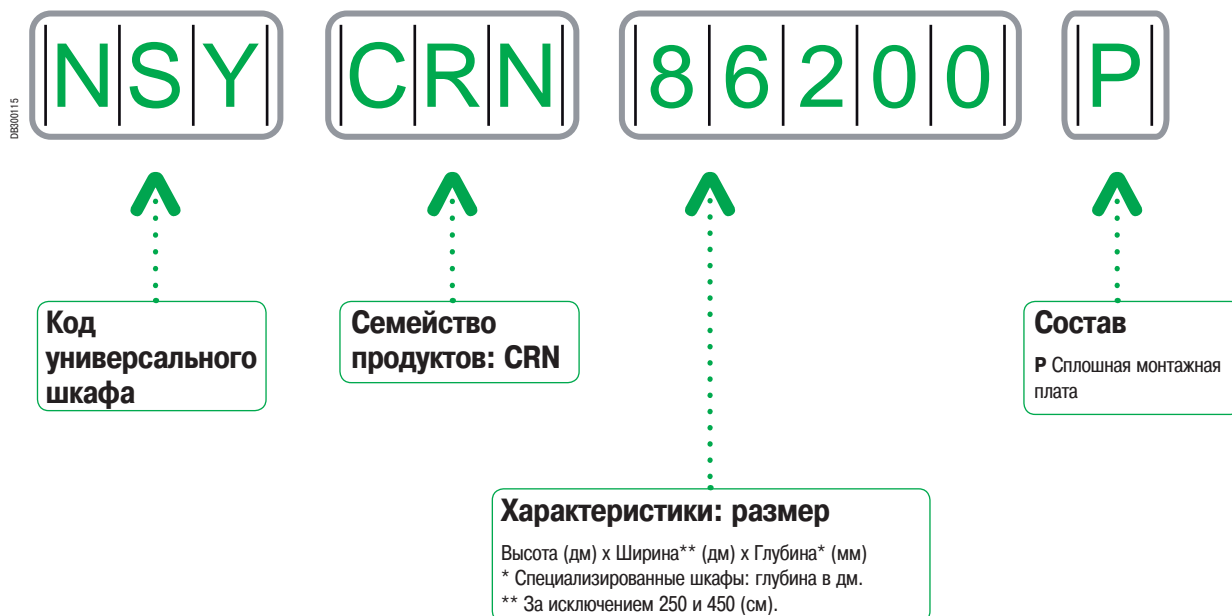 NSY CRN 86200 P
DB300115
Код
универсального
шкафа
Семейство
продуктов: CRN
Состав
P Сплошная монтажная
плата
Характеристики: размер
Высота (дм) x Ширина** (дм) x Глубина* (мм)
* Специализированные шкафы: глубина в дм.
** За исключением 250 и 450 (см).